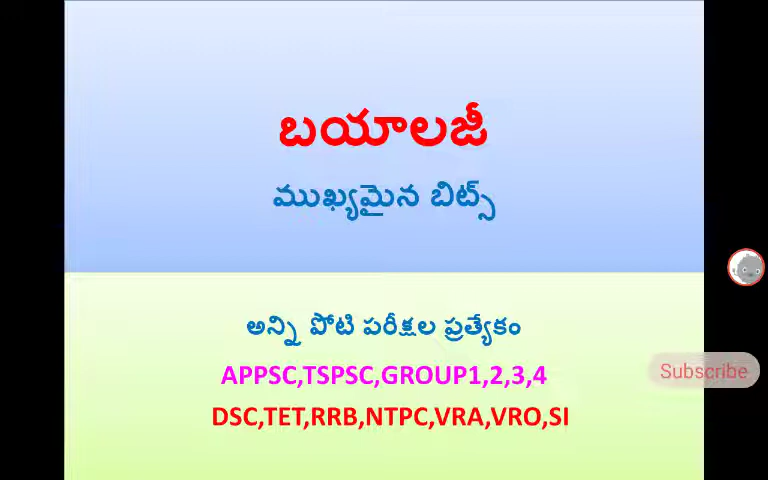 బయాలజీ
ముఖ్యమైన బిట్స్
అన్ని పోటి పరీక్షల ప్రత్యేకం
APPSC,TSPSC,GROUP1,2,3,4
Subscribe
DSC,TET,RRB,NTPC,VRA,VRO,SI